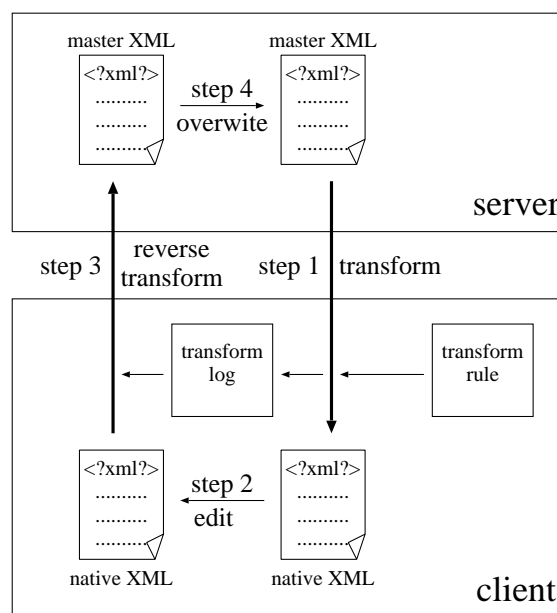 master XML
master XML
<?xml?>
..........
..........
..........
<?xml?>
..........
..........
..........
step 4
overwite
server
step 3
reverse
transform
step 1
transform
transform
log
transform
rule
<?xml?>
..........
..........
..........
native XML
step 2
edit
<?xml?>
..........
..........
..........
native XML
client